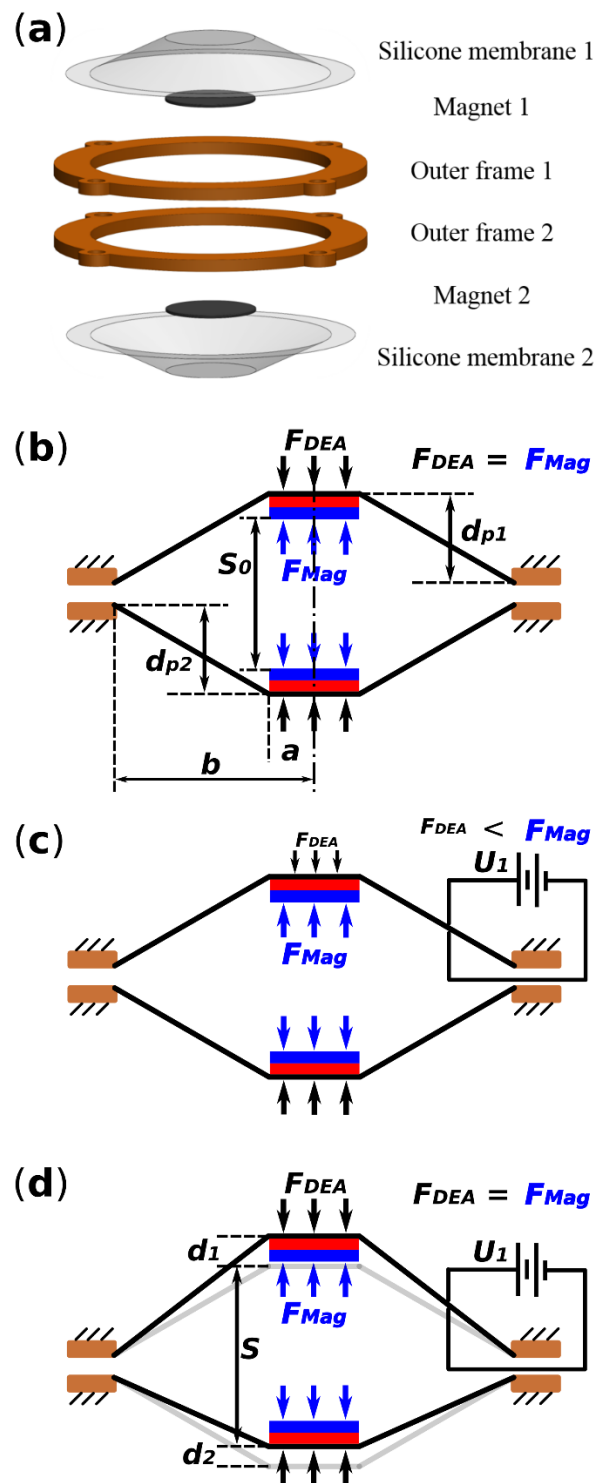 (a)
Silicone membrane 1
Magnet 1
Outer frame 1
Outer frame 2
Magnet 2
Silicone membrane 2
(b)
FDEA
FDEA = FMag
dp1
S0
FMag
dp2
a
b
(c)
FDEA
FDEA < FMag
U1
FMag
(d)
FDEA
FDEA = FMag
d1
U1
FMag
S
d2